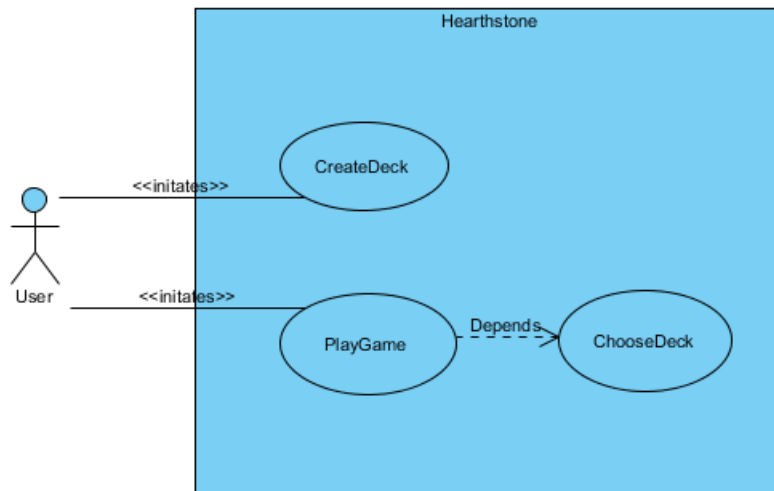 Hearthstone
CreateDeck
<<initates>>
User
<<initates>>
PlayGame
Depends
ChooseDeck